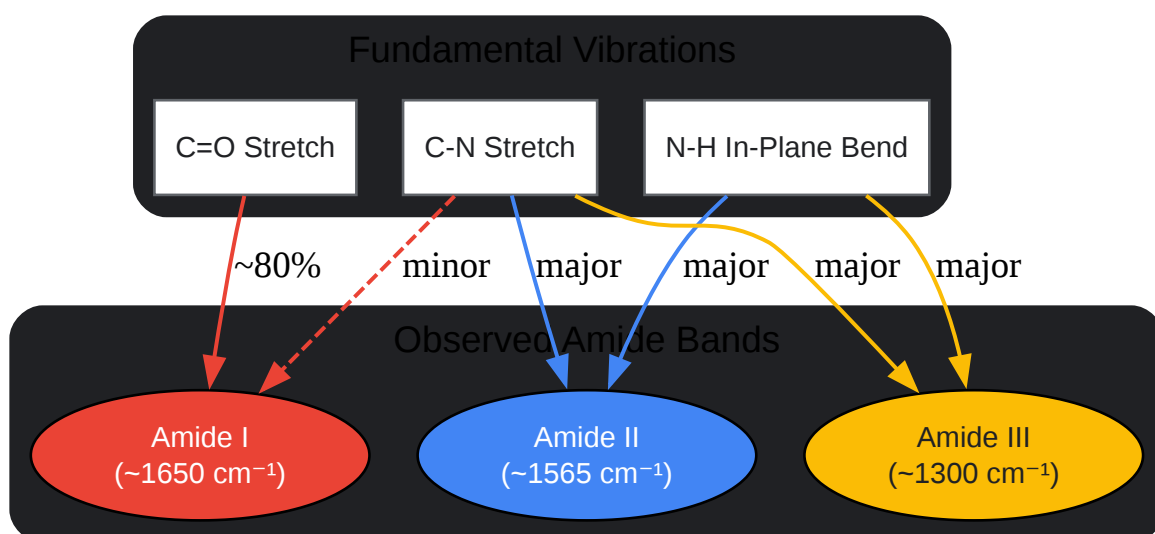 Fundamental Vibrations
C=O Stretch
C-N Stretch
N-H In-Plane Bend
~80%
minor
major
major
major
major
Observed Amide Bands
Amide I
(~1650 cm⁻¹)
Amide II
(~1565 cm⁻¹)
Amide III
(~1300 cm⁻¹)